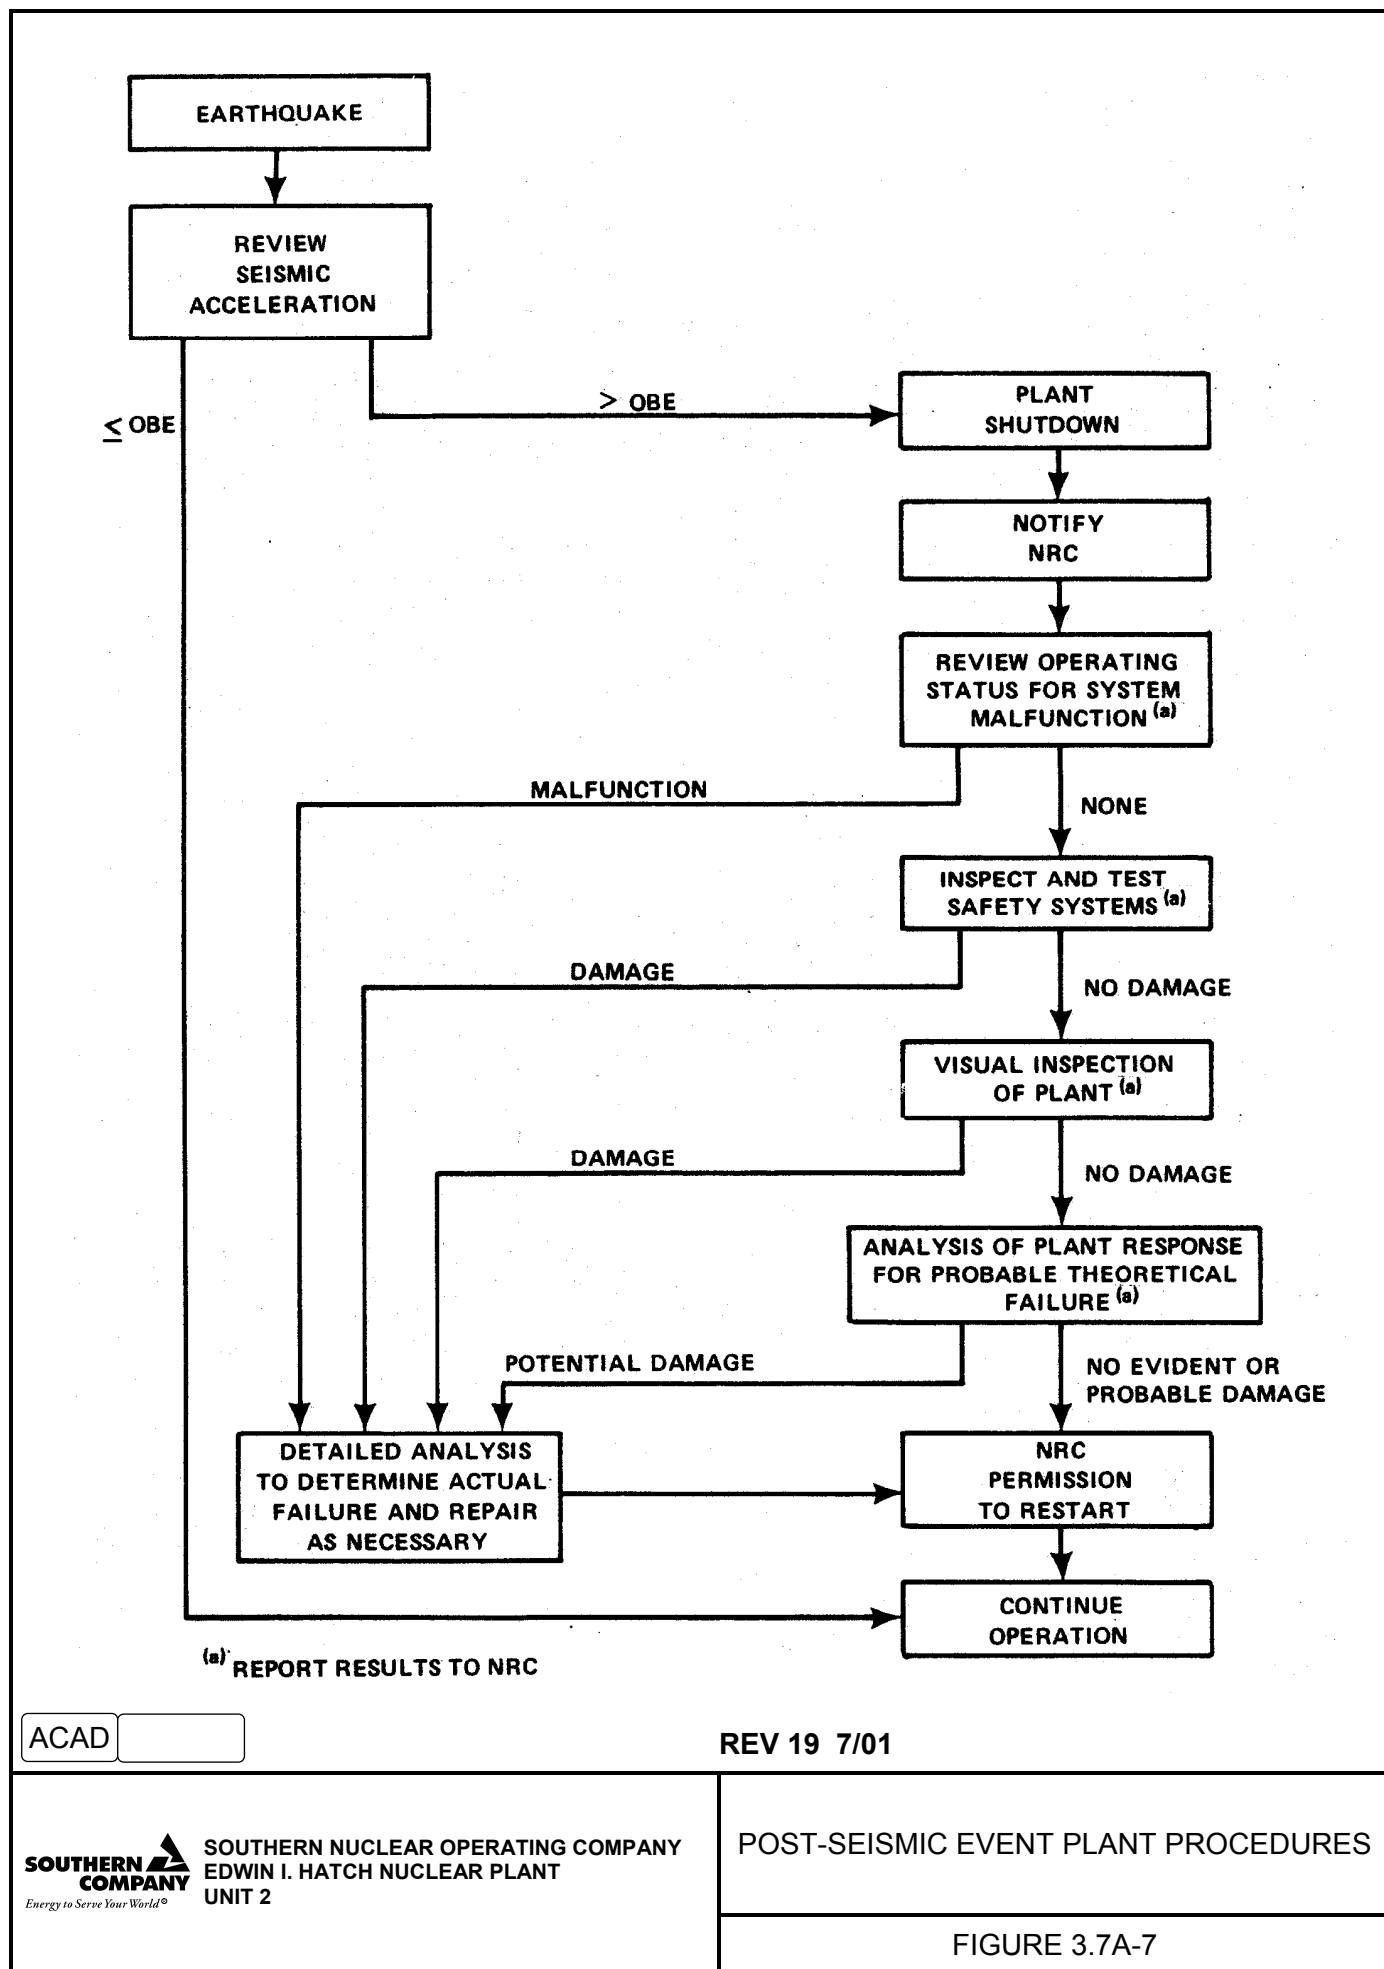 EARTHQUAKE
REVIEW
SEISMIC
ACCELERATION
≤ OBE
> OBE
PLANT
SHUTDOWN
NOTIFY
NRC
REVIEW OPERATING
STATUS FOR SYSTEM
MALFUNCTION (a)
MALFUNCTION
NONE
INSPECT AND TEST
SAFETY SYSTEMS (a)
DAMAGE
NO DAMAGE
VISUAL INSPECTION
OF PLANT (a)
DAMAGE
NO DAMAGE
ANALYSIS OF PLANT RESPONSE
FOR PROBABLE THEORETICAL
FAILURE (a)
POTENTIAL DAMAGE
NO EVIDENT OR
PROBABLE DAMAGE
DETAILED ANALYSIS
TO DETERMINE ACTUAL
FAILURE AND REPAIR
AS NECESSARY
NRC
PERMISSION
TO RESTART
CONTINUE
OPERATION
(a) REPORT RESULTS TO NRC
ACAD
REV 19 7/01
SOUTHERN
COMPANY
Energy to Serve Your World®
SOUTHERN NUCLEAR OPERATING COMPANY
EDWIN I. HATCH NUCLEAR PLANT
UNIT 2
POST-SEISMIC EVENT PLANT PROCEDURES
FIGURE 3.7A-7